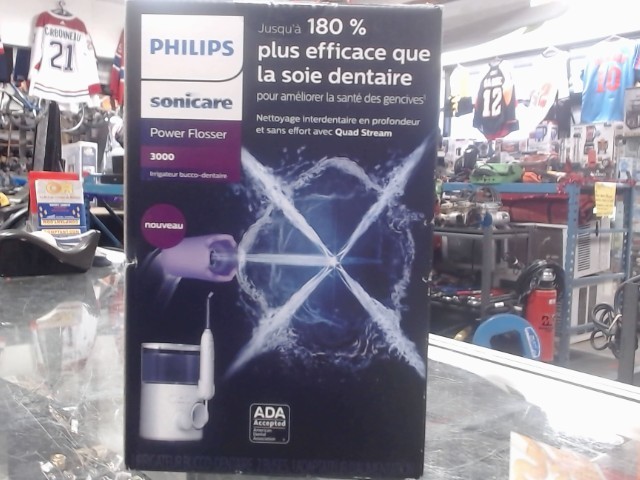 PHILIPS
sonicare
Power Flosser
3000
Irrigateur bucco-dentaire
nouveau
Jusqu'à 180 %
plus efficace que
la soie dentaire
pour améliorer la santé des gencives
Nettoyage interdentaire en profondeur
et sans effort avec Quad Stream
ADA
Accepted
American
Dental
Association
21
12